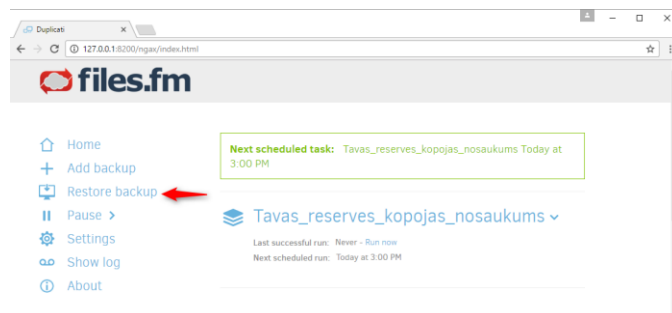 Duplicati
127.0.0.1:8200/ngax/index.html
files.fm
Home
Add backup
Restore backup
Pause >
Settings
Show log
About
Next scheduled task: Tavas_reserves_kopojas_nosaukums Today at
3:00 PM
Tavas_reserves_kopojas_nosaukums
Last successful run: Never - Run now
Next scheduled run: Today at 3:00 PM